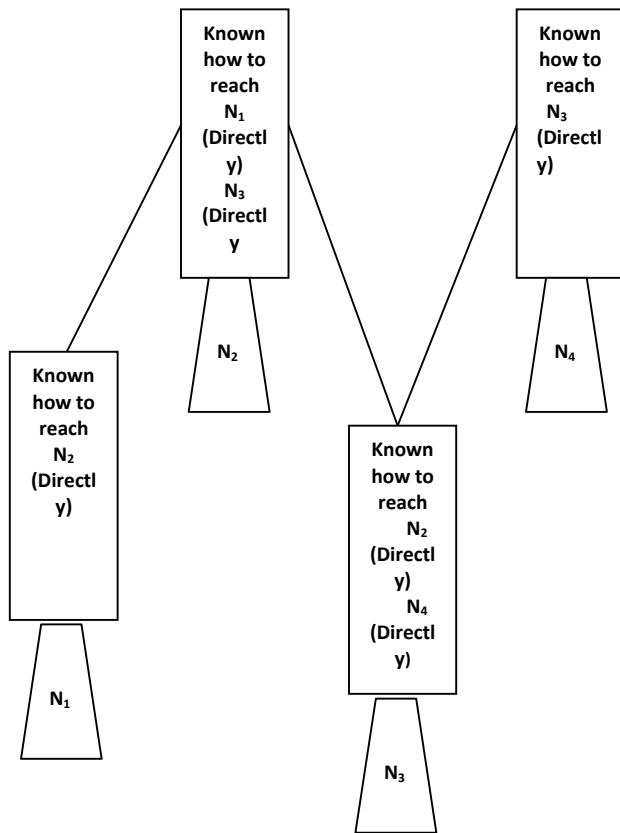 Known
how to
reach
N₁
(Directl
y)
N₃
(Directl
y
N₂
Known
how to
reach
N₃
(Directl
y)
N₄
Known
how to
reach
N₂
(Directl
y)
N₁
Known
how to
reach
N₂
(Directl
y)
N₄
(Directl
y)
N₃